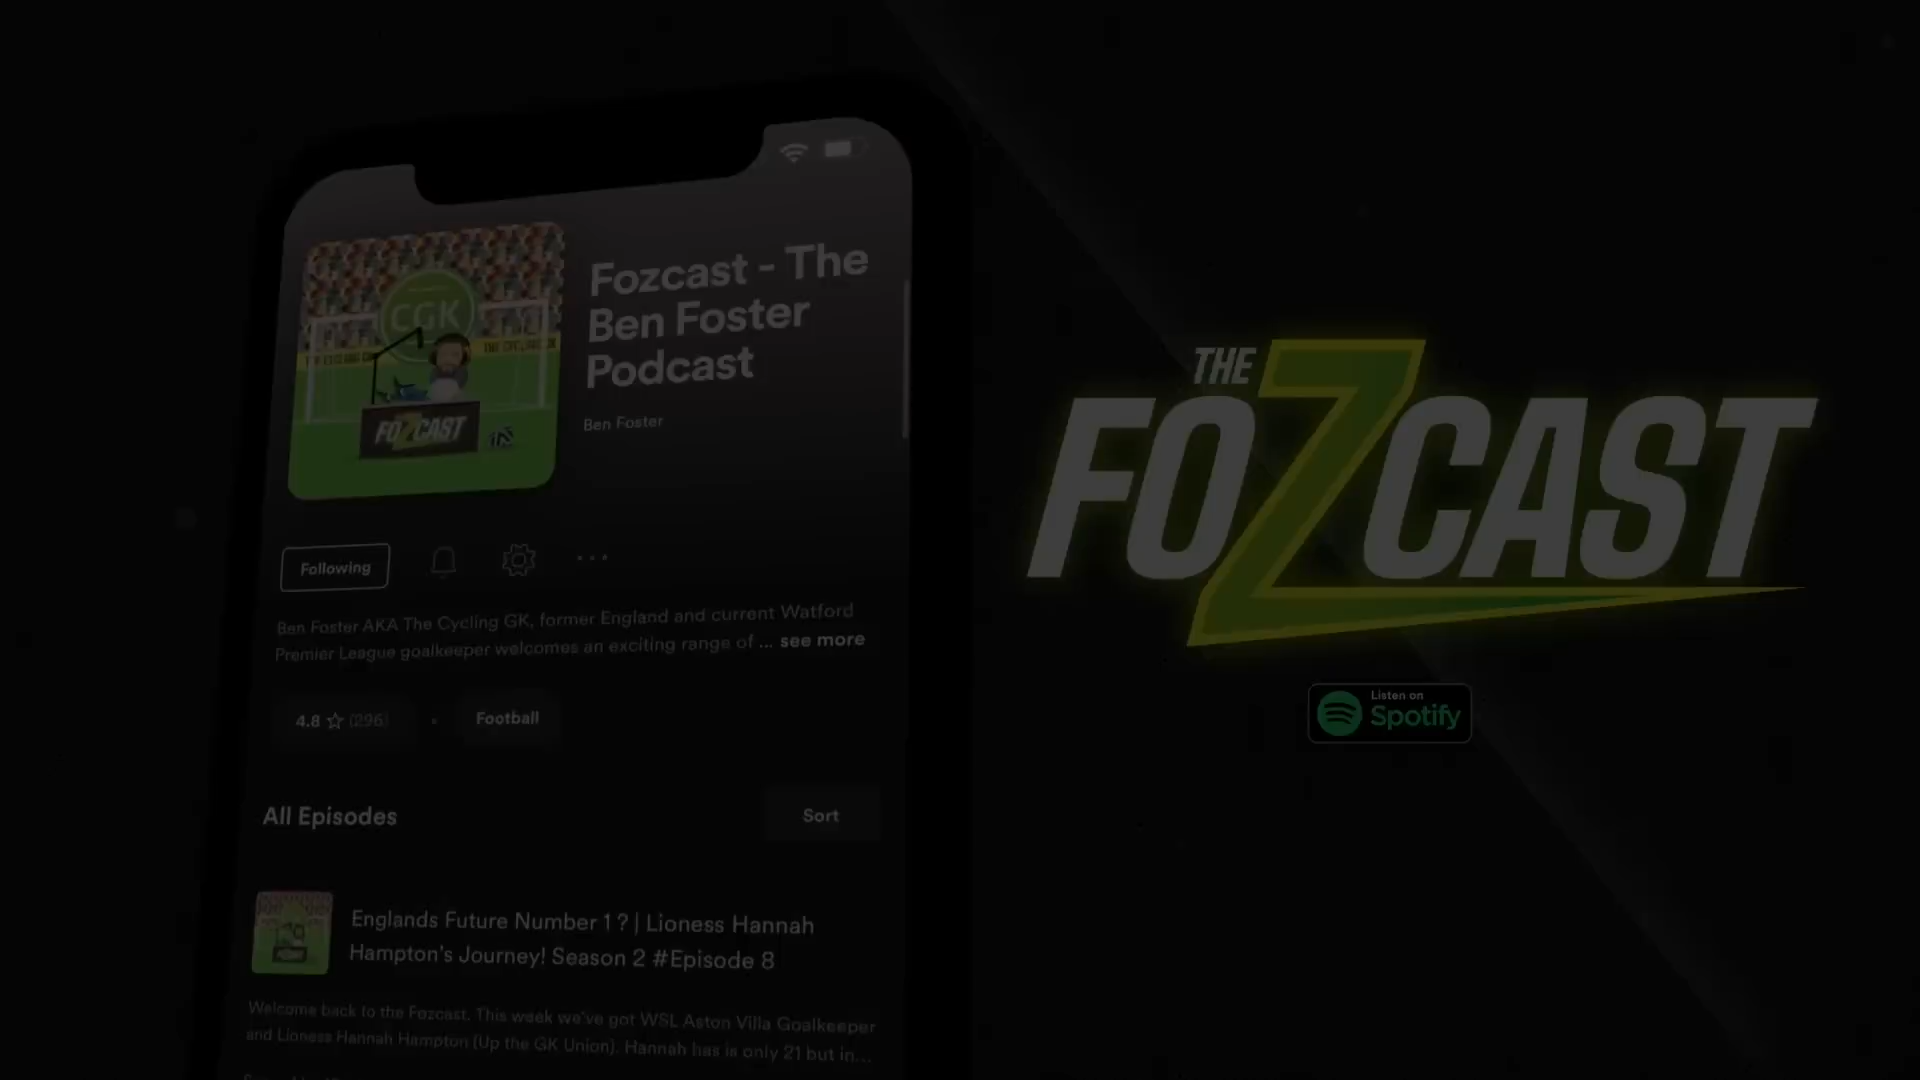 Fozcast - The
Ben Foster
Podcast
Ben Foster
CGK
FOZCAST
Following
Ben Foster AKA The Cycling GK, former England and current Watford
Premier League goalkeeper welcomes an exciting range of ... see more
4.8 ☆ (296)
Football
All Episodes
Sort
Englands Future Number 1 ? | Lioness Hannah
Hampton's Journey! Season 2 #Episode 8
Welcome back to the Fozcast. This week we've got WSL Aston Villa Goalkeeper
and Lioness Hannah Hampton (Up the GK Union). Hannah has is only 21 but in...
THE
FOZCAST
Listen on
Spotify